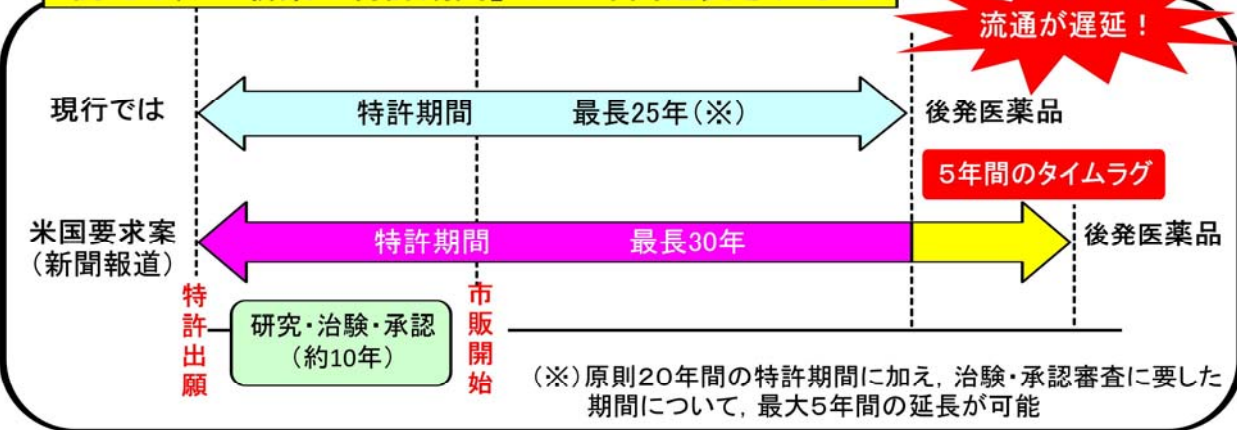 流通が遅延！
現行では
特許期間 最長25年（※）
後発医薬品
5年間のタイムラグ
米国要求案
（新聞報道）
特許期間 最長30年
後発医薬品
特許出願
研究・治験・承認
（約10年）
市販開始
（※）原則20年間の特許期間に加え，治験・承認審査に要した
期間について，最大5年間の延長が可能